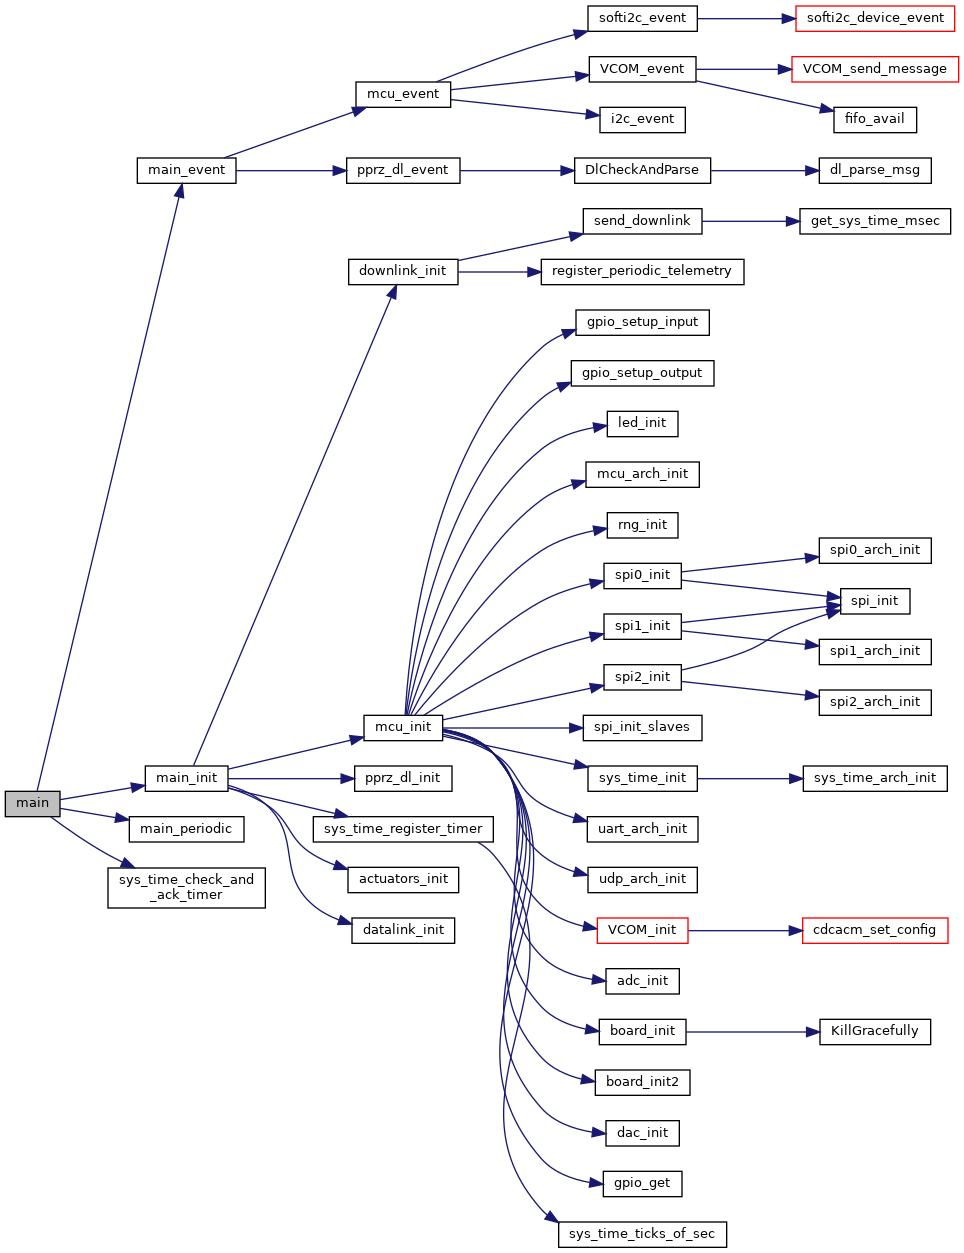 softi2c_event
softi2c_device_event
VCOM_event
VCOM_send_message
mcu_event
i2c_event
fifo_avail
main_event
pprz_dl_event
DlCheckAndParse
dl_parse_msg
send_downlink
get_sys_time_msec
downlink_init
register_periodic_telemetry
gpio_setup_input
gpio_setup_output
led_init
mcu_arch_init
rng_init
spi0_arch_init
spi0_init
spi_init
spi1_init
spi1_arch_init
spi2_init
spi2_arch_init
mcu_init
spi_init_slaves
main_init
pprz_dl_init
sys_time_init
sys_time_arch_init
main
main_periodic
sys_time_register_timer
uart_arch_init
sys_time_check_and
_ack_timer
actuators_init
udp_arch_init
datalink_init
VCOM_init
cdcacm_set_config
adc_init
board_init
KillGracefully
board_init2
dac_init
gpio_get
sys_time_ticks_of_sec